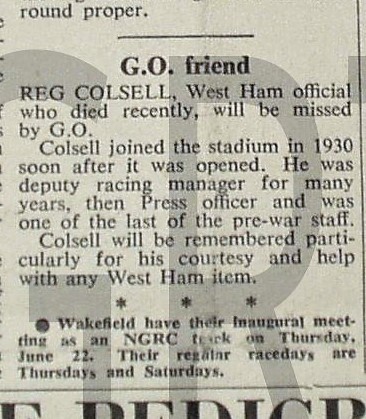 round proper.
G.O. friend
REG COLSELL, West Ham official
who died recently, will be missed
by G.O.
Colsell joined the stadium in 1930
soon after it was opened. He was
deputy racing manager for many
years, then Press officer and was
one of the last of the pre-war staff.
Colsell will be remembered parti-
cularly for his courtesy and help
with any West Ham item.
* * *
● Wakefield have their inaugural meet-
ting as an NGRC track on Thursday,
June 22. Their regular racedays are
Thursdays and Saturdays.